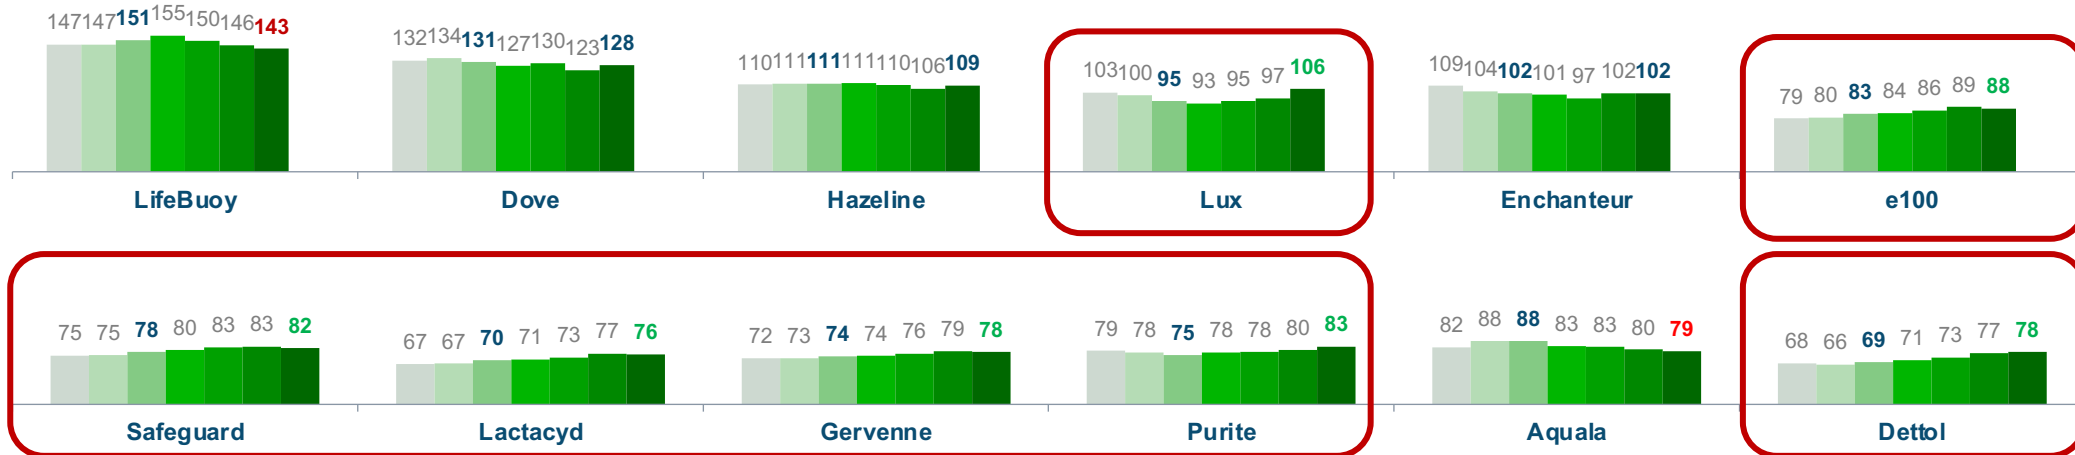 147 147 151 155 150 146 143
132 134 131 127 130 123 128
110 111 111 111 110 106 109
103 100 95 93 95 97 106
109 104 102 101 97 102 102
79 80 83 84 86 89 88
LifeBuoy Dove Hazeline Lux Enchanteur e100
75 75 78 80 83 83 82
67 67 70 71 73 77 76
72 73 74 74 76 79 78
79 78 75 78 78 80 83
82 88 88 83 83 80 79
68 66 69 71 73 77 78
Safeguard Lactacyd Gervenne Purite Aquala Dettol